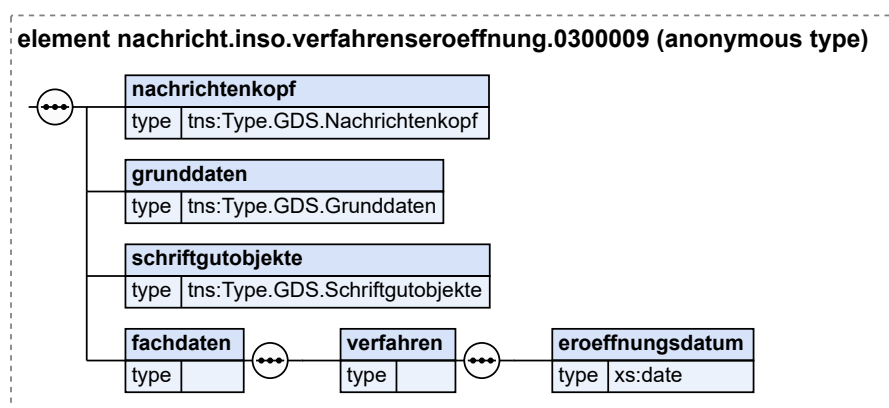 element nachricht.inso.verfahrenseroeffnung.0300009 (anonymous type)
nachrichtenkopf
type tns:Type.GDS.Nachrichtenkopf
grunddaten
type tns:Type.GDS.Grunddaten
schriftgutobjekte
type tns:Type.GDS.Schriftgutobjekte
fachdaten
type
verfahren
type
eroeffnungsdatum
type xs:date